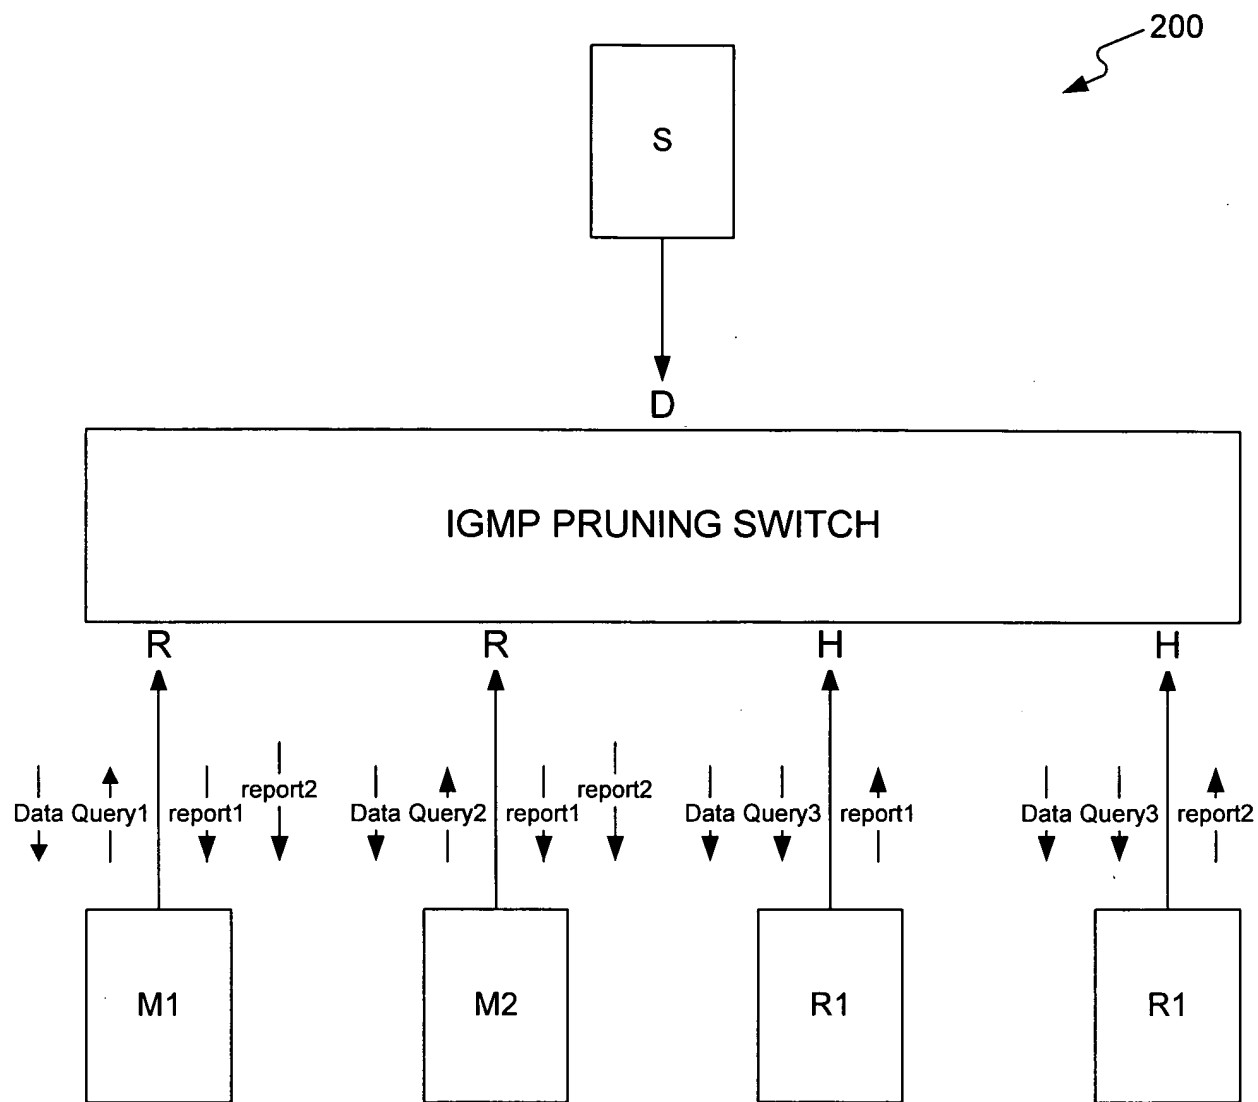 200
S
D
IGMP PRUNING SWITCH
R R H H
report2 report2
Data Query1 report1 Data Query2 report1 Data Query3 report1 Data Query3 report2
M1 M2 R1 R1